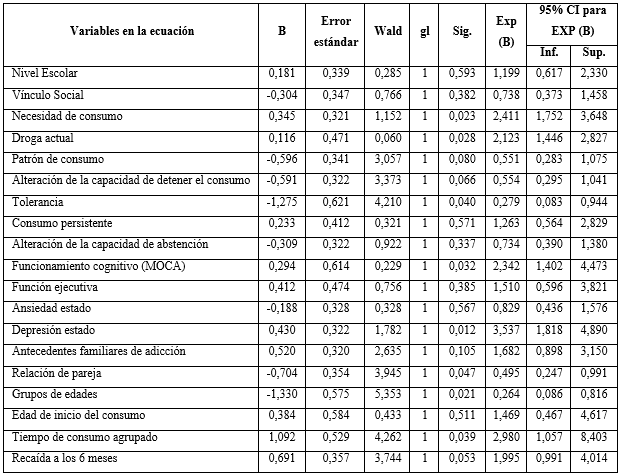 Variables en la ecuación B Error estándar Wald gl Sig. Exp (B) 95% CI para EXP (B) Inf. Sup.
Nivel Escolar 0,181 0,339 0,285 1 0,593 1,199 0,617 2,330
Vínculo Social -0,304 0,347 0,766 1 0,382 0,738 0,373 1,458
Necesidad de consumo 0,345 0,321 1,152 1 0,023 2,411 1,752 3,648
Droga actual 0,116 0,471 0,060 1 0,028 2,123 1,446 2,827
Patrón de consumo -0,596 0,341 3,057 1 0,080 0,551 0,283 1,075
Alteración de la capacidad de detener el consumo -0,591 0,322 3,373 1 0,066 0,554 0,295 1,041
Tolerancia -1,275 0,621 4,210 1 0,040 0,279 0,083 0,944
Consumo persistente 0,233 0,412 0,321 1 0,571 1,263 0,564 2,829
Alteración de la capacidad de abstención -0,309 0,322 0,922 1 0,337 0,734 0,390 1,380
Funcionamiento cognitivo (MOCA) 0,294 0,614 0,229 1 0,032 2,342 1,402 4,473
Función ejecutiva 0,412 0,474 0,756 1 0,385 1,510 0,596 3,821
Ansiedad estado -0,188 0,328 0,328 1 0,567 0,829 0,436 1,576
Depresión estado 0,430 0,322 1,782 1 0,012 3,537 1,818 4,890
Antecedentes familiares de adicción 0,520 0,320 2,635 1 0,105 1,682 0,898 3,150
Relación de pareja -0,704 0,354 3,945 1 0,047 0,495 0,247 0,991
Grupos de edades -1,330 0,575 5,353 1 0,021 0,264 0,086 0,816
Edad de inicio del consumo 0,384 0,584 0,433 1 0,511 1,469 0,467 4,617
Tiempo de consumo agrupado 1,092 0,529 4,262 1 0,039 2,980 1,057 8,403
Recaída a los 6 meses 0,691 0,357 3,744 1 0,053 1,995 0,991 4,014